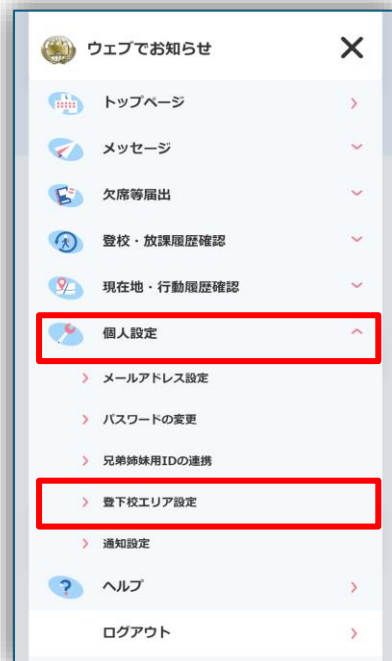 ウェブでお知らせ
トップページ
メッセージ
欠席等届出
登校・放課履歴確認
現在地・行動履歴確認
個人設定
メールアドレス設定
パスワードの変更
兄弟姉妹用IDの連携
登下校エリア設定
通知設定
ヘルプ
ログアウト